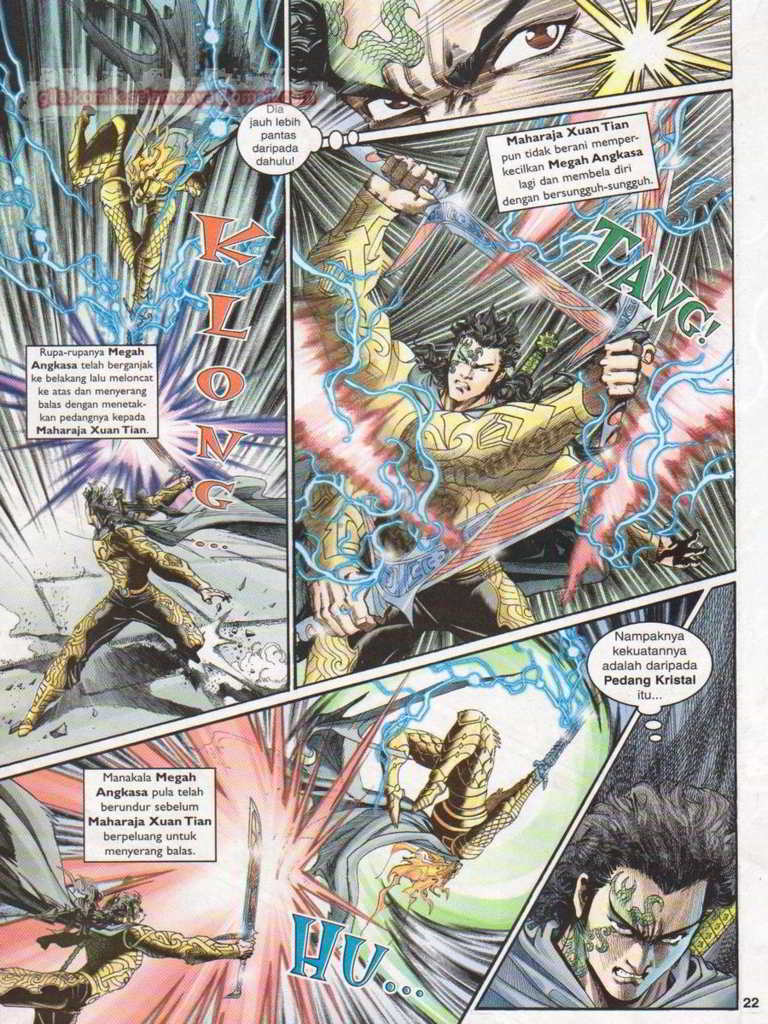 Dia
jauh lebih
pantas
daripada
dahulu!
Maharaja Xuan Tian
pun tidak berani memper-
kecilkan Megah Angkasa
lagi dan membela diri
dengan bersungguh-sungguh.
KLONG...
TANG!
Rupa-rupanya Megah
Angkasa telah berganjak
ke belakang lalu meloncat
ke atas dan menyerang
balas dengan menetak-
kan pedangnya kepada
Maharaja Xuan Tian.
Nampaknya
kekuatannya
adalah daripada
Pedang Kristal
itu...
Manakala Megah
Angkasa pula telah
berundur sebelum
Maharaja Xuan Tian
berpeluang untuk
menyerang balas.
HU...
22